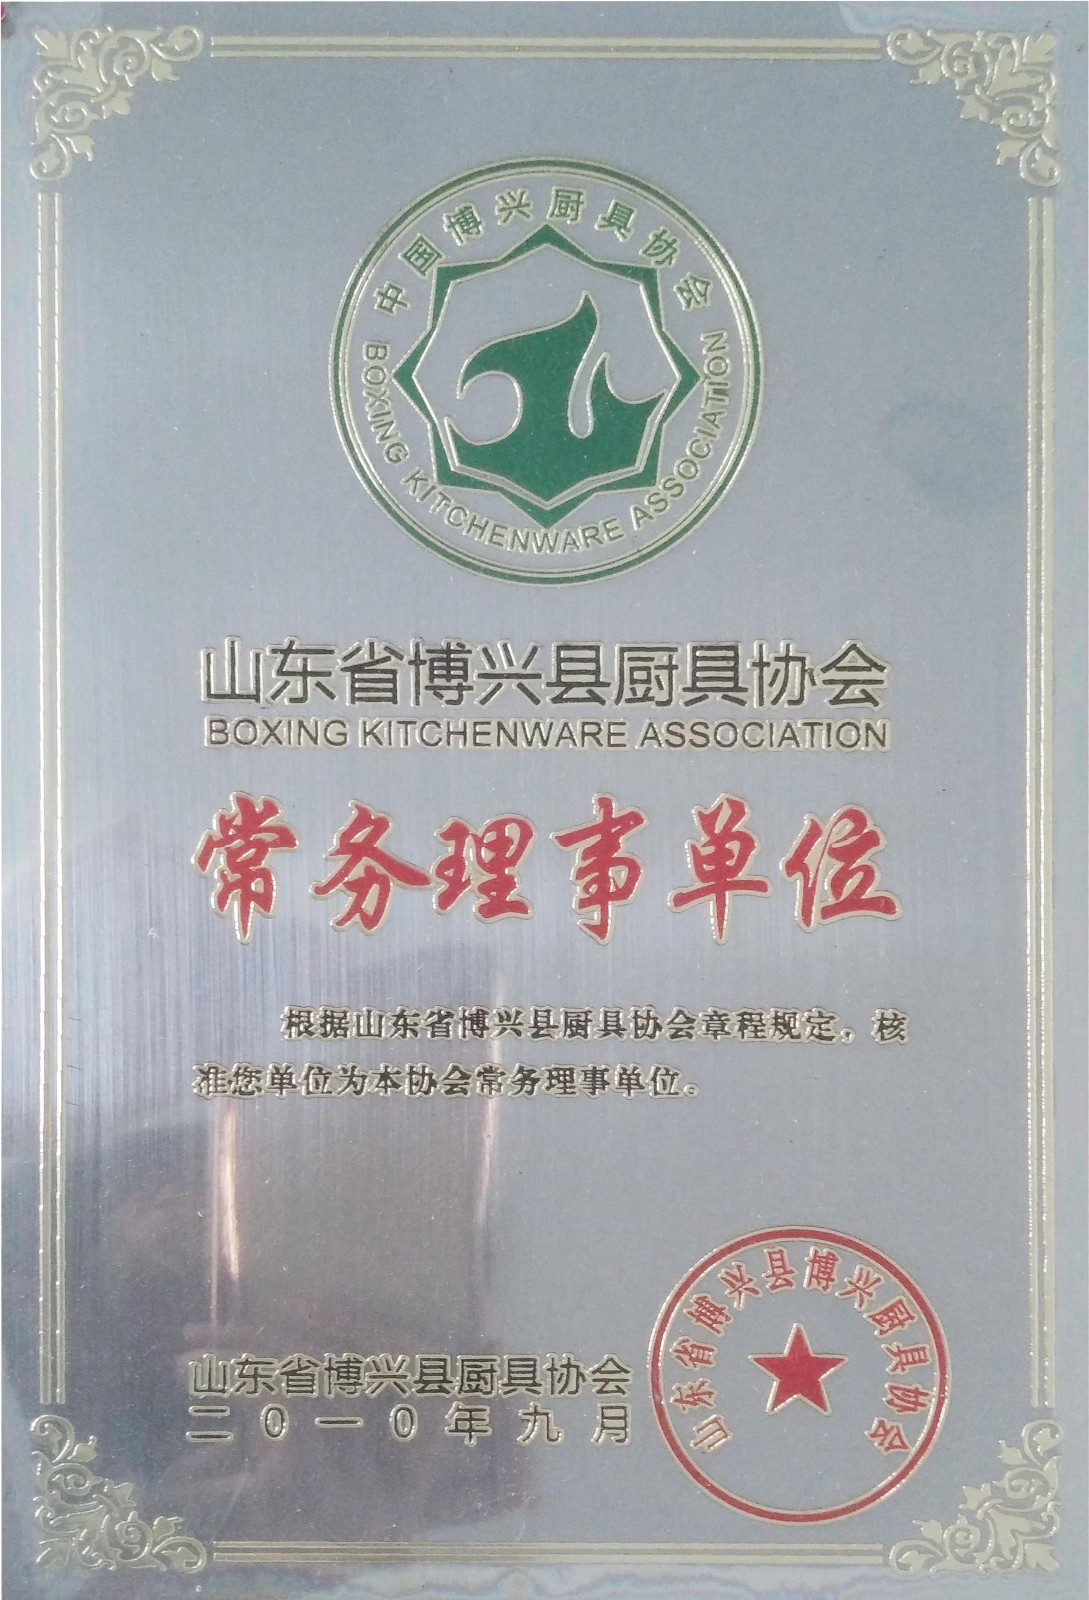 中国博兴厨具协会
BOXING KITCHENWARE ASSOCIATION
山东省博兴县厨具协会
BOXING KITCHENWARE ASSOCIATION
常务理事单位
根据山东省博兴县厨具协会章程规定，核
准您单位为本协会常务理事单位。
山东省博兴县厨具协会
二0一0年九月
山东省博兴县博兴厨具协会